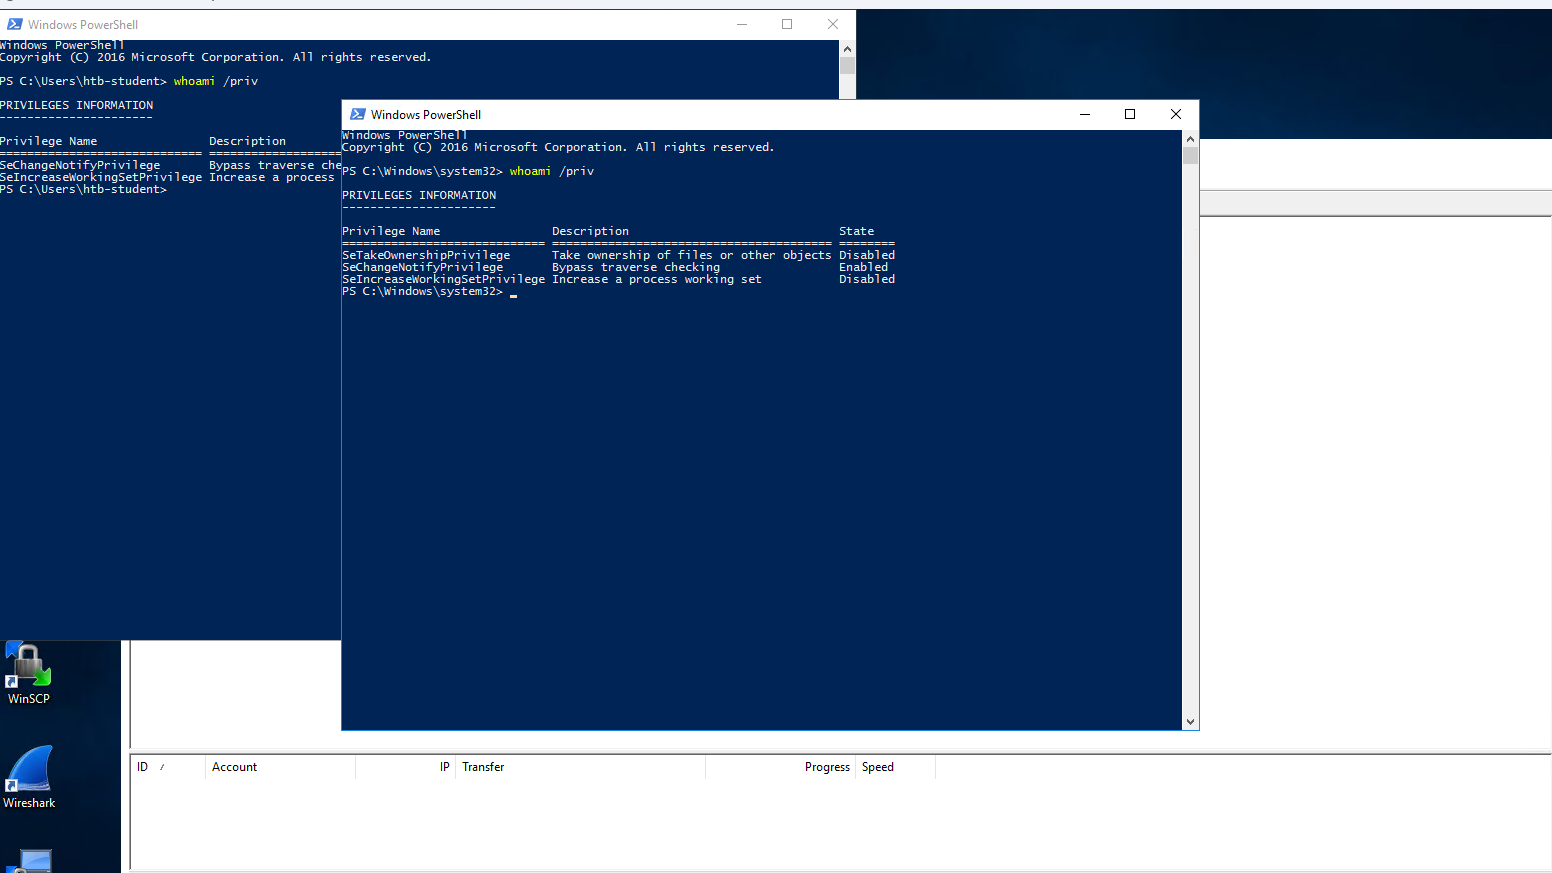 Windows PowerShell
Windows PowerShell
Copyright (C) 2016 Microsoft Corporation. All rights reserved.
PS C:\Users\htb-student> whoami /priv
PRIVILEGES INFORMATION
----------------------
Privilege Name Description
============================= ===================
SeChangeNotifyPrivilege Bypass traverse che
SeIncreaseWorkingSetPrivilege Increase a process
PS C:\Users\htb-student>
Windows PowerShell
Windows PowerShell
Copyright (C) 2016 Microsoft Corporation. All rights reserved.
PS C:\Windows\system32> whoami /priv
PRIVILEGES INFORMATION
----------------------
Privilege Name Description State
============================= ======================================== ========
SeTakeOwnershipPrivilege Take ownership of files or other objects Disabled
SeChangeNotifyPrivilege Bypass traverse checking Enabled
SeIncreaseWorkingSetPrivilege Increase a process working set Disabled
PS C:\Windows\system32>
WinSCP
Wireshark
ID / Account IP Transfer Progress Speed